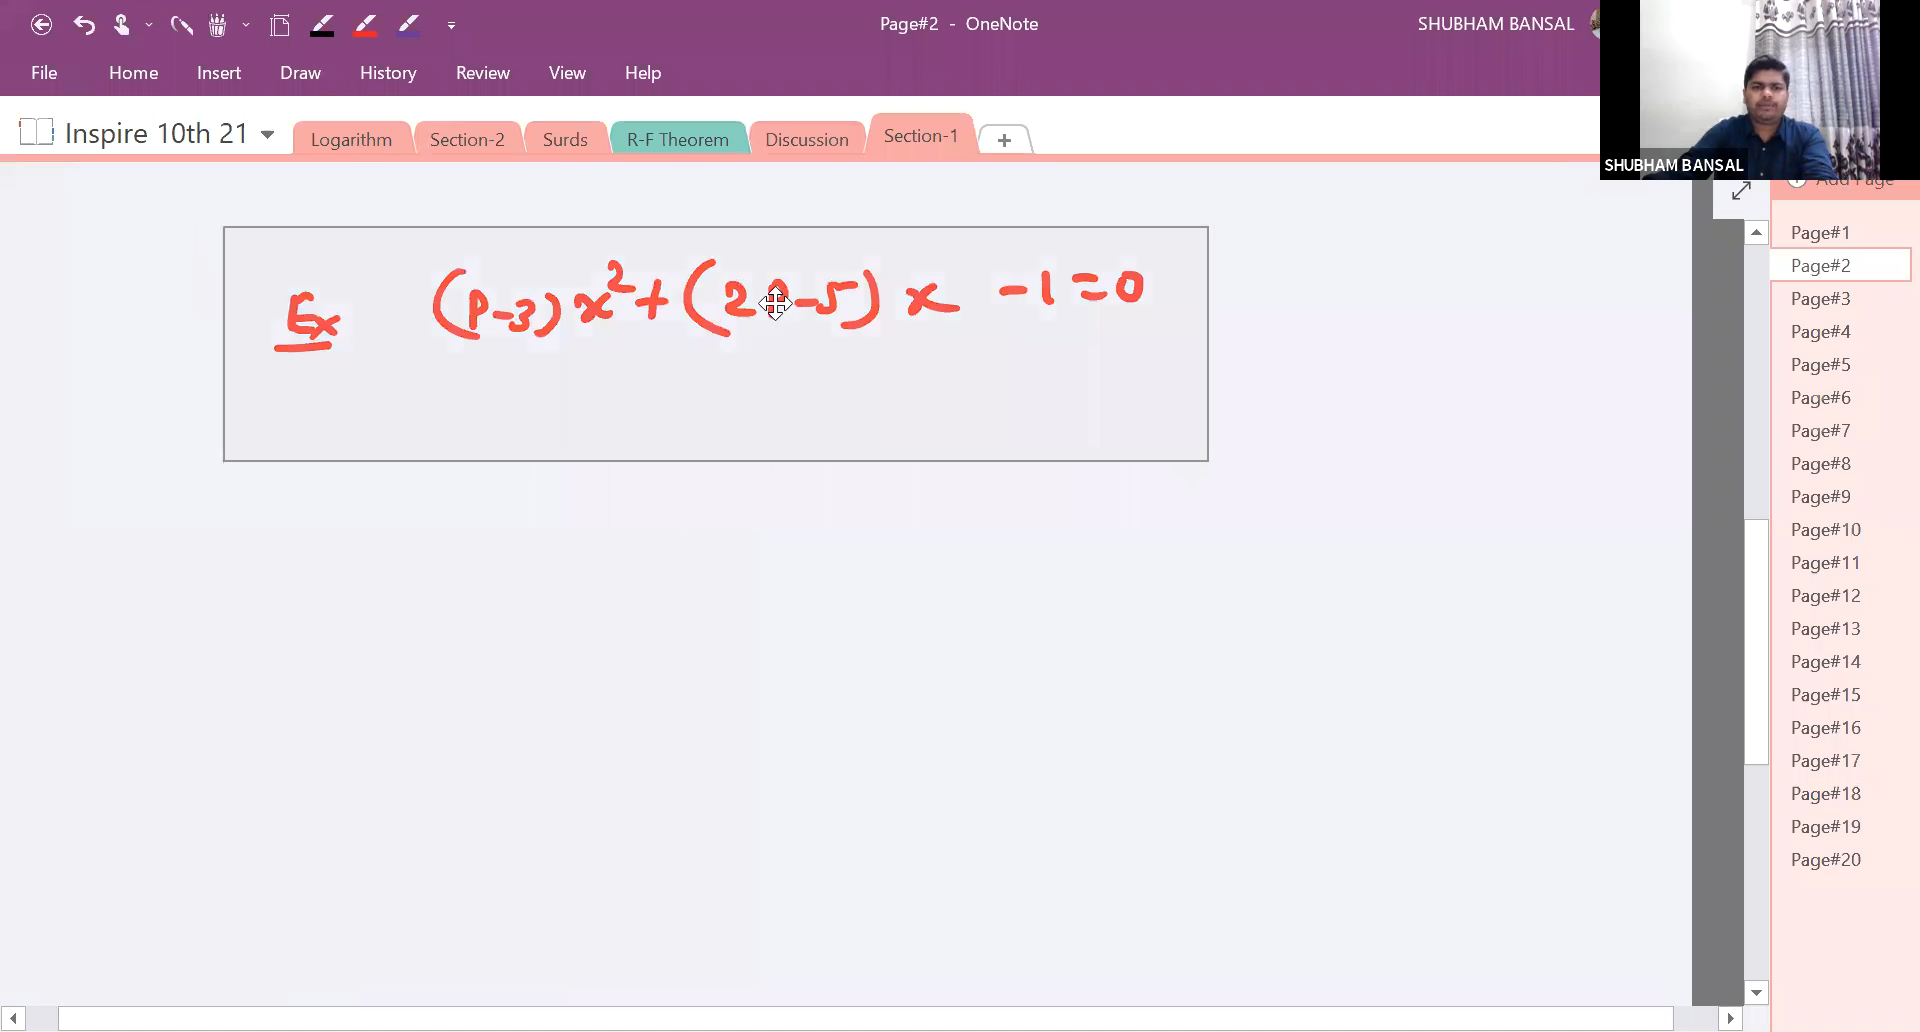 Page#2 - OneNote
SHUBHAM BANSAL
File Home Insert Draw History Review View Help
SHUBHAM BANSAL
Inspire 10th 21
Logarithm Section-2 Surds R-F Theorem Discussion Section-1 +
Add Page
Ex (p-3)x²+(2 -5)x -1=0
Page#1
Page#2
Page#3
Page#4
Page#5
Page#6
Page#7
Page#8
Page#9
Page#10
Page#11
Page#12
Page#13
Page#14
Page#15
Page#16
Page#17
Page#18
Page#19
Page#20